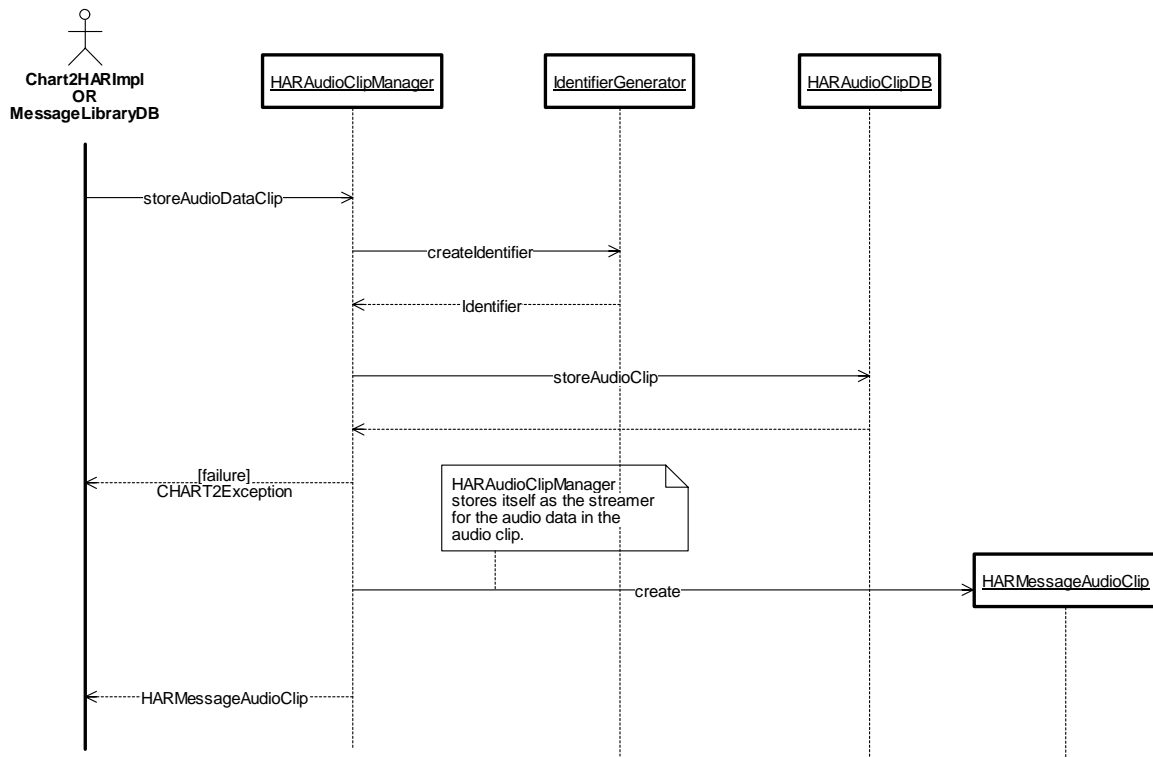 Chart2HARImpl
OR
MessageLibraryDB
HARAudioClipManager
IdentifierGenerator
HARAudioClipDB
storeAudioDataClip
createIdentifier
Identifier
storeAudioClip
[failure]
CHART2Exception
HARAudioClipManager
stores itself as the streamer
for the audio data in the
audio clip.
create
HARMessageAudioClip
HARMessageAudioClip